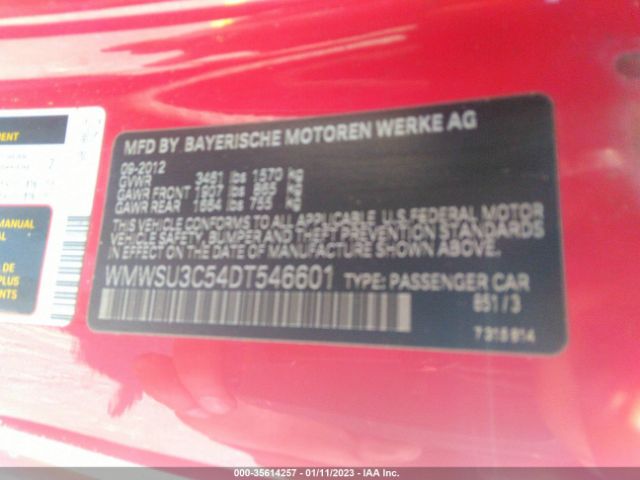 MENT
MANUAL
DE
PLUS
MFD BY BAYERISCHE MOTOREN WERKE AG
09-2012
GVWR 3461 lbs 1570 kg
GAWR FRONT 1907 lbs 865 kg
GAWR REAR 1664 lbs 755 kg
THIS VEHICLE CONFORMS TO ALL APPLICABLE U.S. FEDERAL MOTOR
VEHICLE SAFETY, BUMPER AND THEFT PREVENTION STANDARDS
IN EFFECT ON THE DATE OF MANUFACTURE SHOWN ABOVE.
WMWSU3C54DT546601 TYPE: PASSENGER CAR
851 / 3
7 315 814
000-35614257 - 01/11/2023 - IAA Inc.